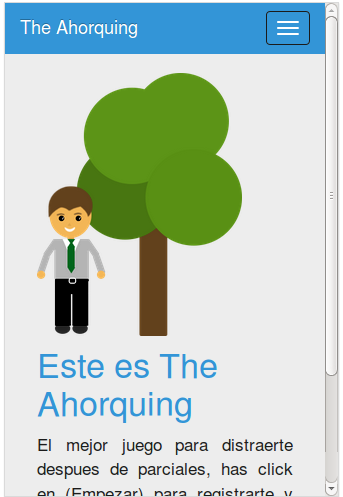 The Ahorquing
Este es The
Ahorquing
El mejor juego para distraerte
despues de parciales, has click
en (Empezar) para registrarte y